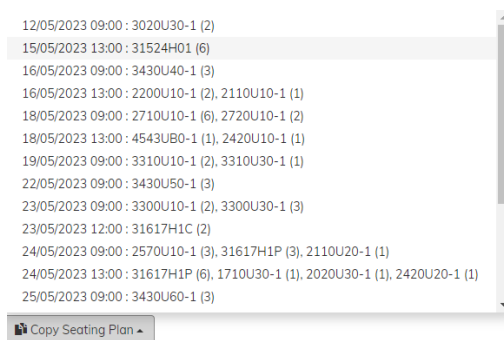 12/05/2023 09:00 : 3020U30-1 (2)
15/05/2023 13:00 : 31524H01 (6)
16/05/2023 09:00 : 3430U40-1 (3)
16/05/2023 13:00 : 2200U10-1 (2), 2110U10-1 (1)
18/05/2023 09:00 : 2710U10-1 (6), 2720U10-1 (2)
18/05/2023 13:00 : 4543UB0-1 (1), 2420U10-1 (1)
19/05/2023 09:00 : 3310U10-1 (2), 3310U30-1 (1)
22/05/2023 09:00 : 3430U50-1 (3)
23/05/2023 09:00 : 3300U10-1 (2), 3300U30-1 (3)
23/05/2023 12:00 : 31617H1C (2)
24/05/2023 09:00 : 2570U10-1 (3), 31617H1P (3), 2110U20-1 (1)
24/05/2023 13:00 : 31617H1P (6), 1710U30-1 (1), 2020U30-1 (1), 2420U20-1 (1)
25/05/2023 09:00 : 3430U60-1 (3)
Copy Seating Plan